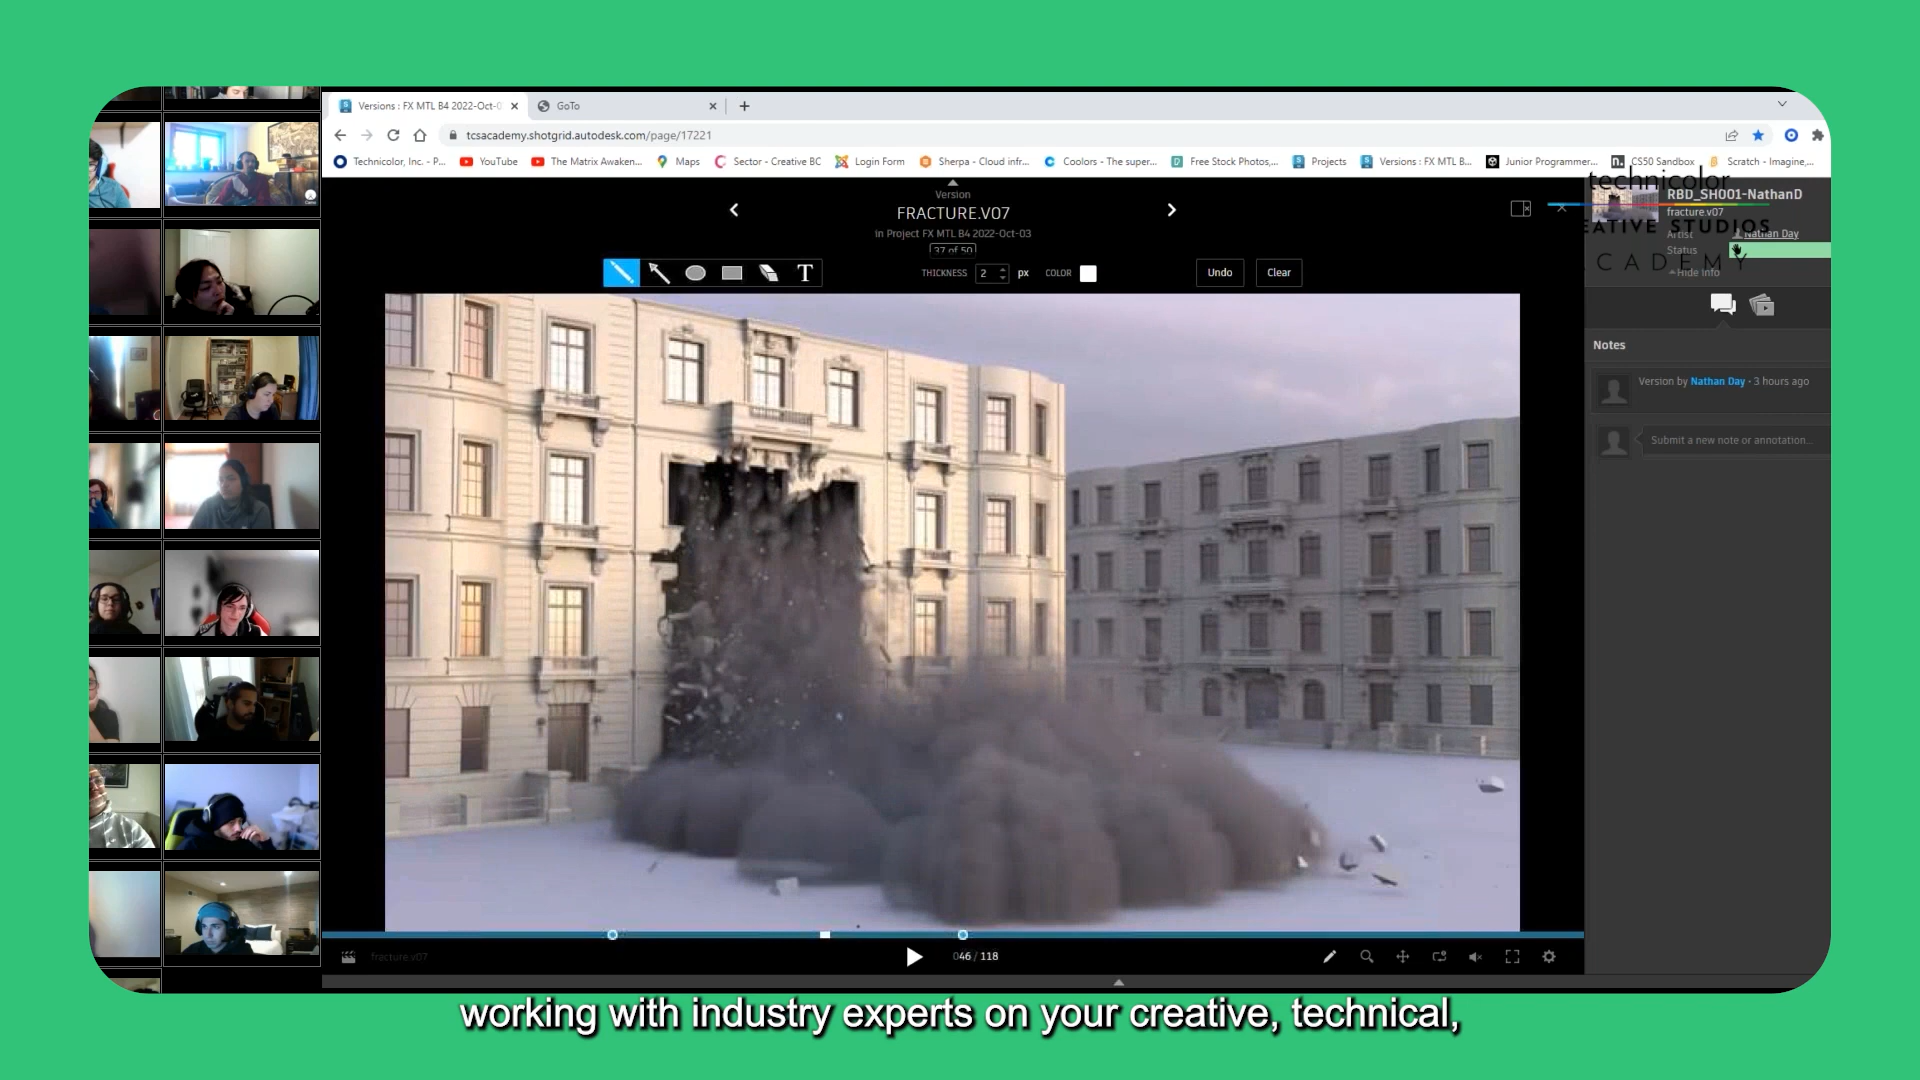 Versions : FX MTL B4 2022-Oct-0
GoTo
tcsacademy.shotgrid.autodesk.com/page/17221
Technicolor, Inc. - P...
YouTube
The Matrix Awaken...
Maps
Sector - Creative BC
Login Form
Sherpa - Cloud infr...
Coolors - The super...
Free Stock Photos,...
Projects
Versions : FX MTL B...
Junior Programmer...
CS50 Sandbox
Scratch - Imagine,...
Version
FRACTURE.V07
in Project FX MTL B4 2022-Oct-03
37 of 50
T
THICKNESS 2 px COLOR
Undo
Clear
technicolor
EATIVE STUDIOS
ACADEMY
RBD_SH001-NathanD
fracture.v07
Artist Nathan Day
Status
Hide info
Notes
Version by Nathan Day · 3 hours ago
Submit a new note or annotation...
fracture.v07
046 / 118
working with industry experts on your creative, technical,